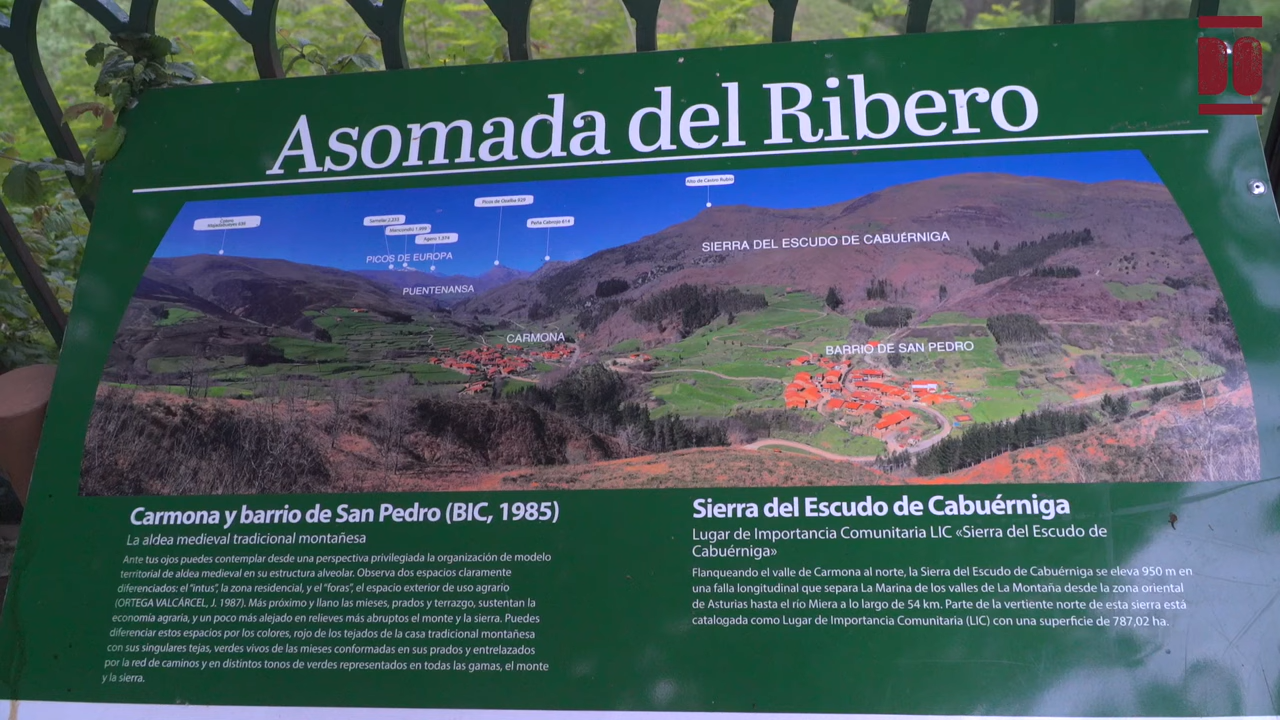 DO
Asomada del Ribero
Alto de Castro Rubio
Picos de Ozalba 829
Peña Cabrojo 614
PICOS DE EUROPA
PUENTENANSA
SIERRA DEL ESCUDO DE CABUÉRNIGA
CARMONA
BARRIO DE SAN PEDRO
Carmona y barrio de San Pedro (BIC, 1985)
La aldea medieval tradicional montañesa
Ante tus ojos puedes contemplar desde una perspectiva privilegiada la organización de modelo
territorial de aldea medieval en su estructura alveolar. Observa dos espacios claramente
diferenciados: el "intus", la zona residencial, y el "foras", el espacio exterior de uso agrario
(ORTEGA VALCÁRCEL, J. 1987). Más próximo y llano las mieses, prados y terrazgo, sustentan la
economía agraria, y un poco más alejado en relieves más abruptos el monte y la sierra. Puedes
diferenciar estos espacios por los colores, rojo de los tejados de la casa tradicional montañesa
con sus singulares tejas, verdes vivos de las mieses conformadas en sus prados y entrelazados
por la red de caminos y en distintos tonos de verdes representados en todas las gamas, el monte
y la sierra.
Sierra del Escudo de Cabuérniga
Lugar de Importancia Comunitaria LIC «Sierra del Escudo de
Cabuérniga»
Flanqueando el valle de Carmona al norte, la Sierra del Escudo de Cabuérniga se eleva 950 m en
una falla longitudinal que separa La Marina de los valles de La Montaña desde la zona oriental
de Asturias hasta el río Miera a lo largo de 54 km. Parte de la vertiente norte de esta sierra está
catalogada como Lugar de Importancia Comunitaria (LIC) con una superficie de 787,02 ha.